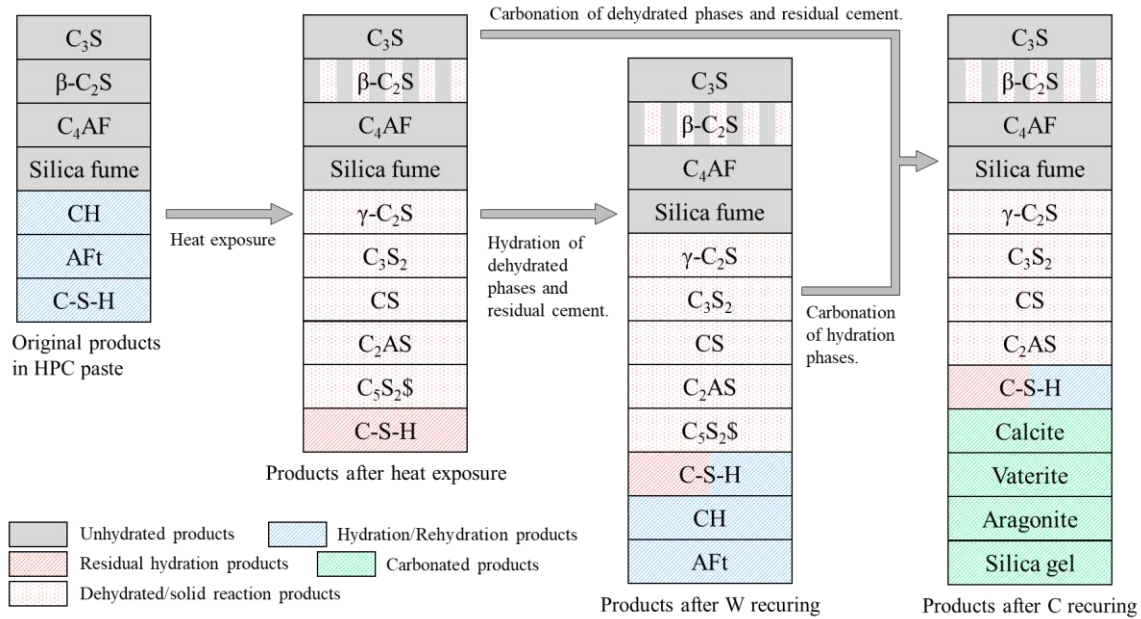 Carbonation of dehydrated phases and residual cement.
C₃S
β-C₂S
C₄AF
Silica fume
CH
AFt
C-S-H
Original products
in HPC paste
Heat exposure
C₃S
β-C₂S
C₄AF
Silica fume
γ-C₂S
C₃S₂
CS
C₂AS
C₅S₂$
C-S-H
Products after heat exposure
Hydration of
dehydrated
phases and
residual cement.
C₃S
β-C₂S
C₄AF
Silica fume
γ-C₂S
C₃S₂
CS
C₂AS
C₅S₂$
C-S-H
CH
AFt
Products after W recuring
Carbonation
of hydration
phases.
C₃S
β-C₂S
C₄AF
Silica fume
γ-C₂S
C₃S₂
CS
C₂AS
C-S-H
Calcite
Vaterite
Aragonite
Silica gel
Products after C recuring
Unhydrated products
Hydration/Rehydration products
Residual hydration products
Carbonated products
Dehydrated/solid reaction products